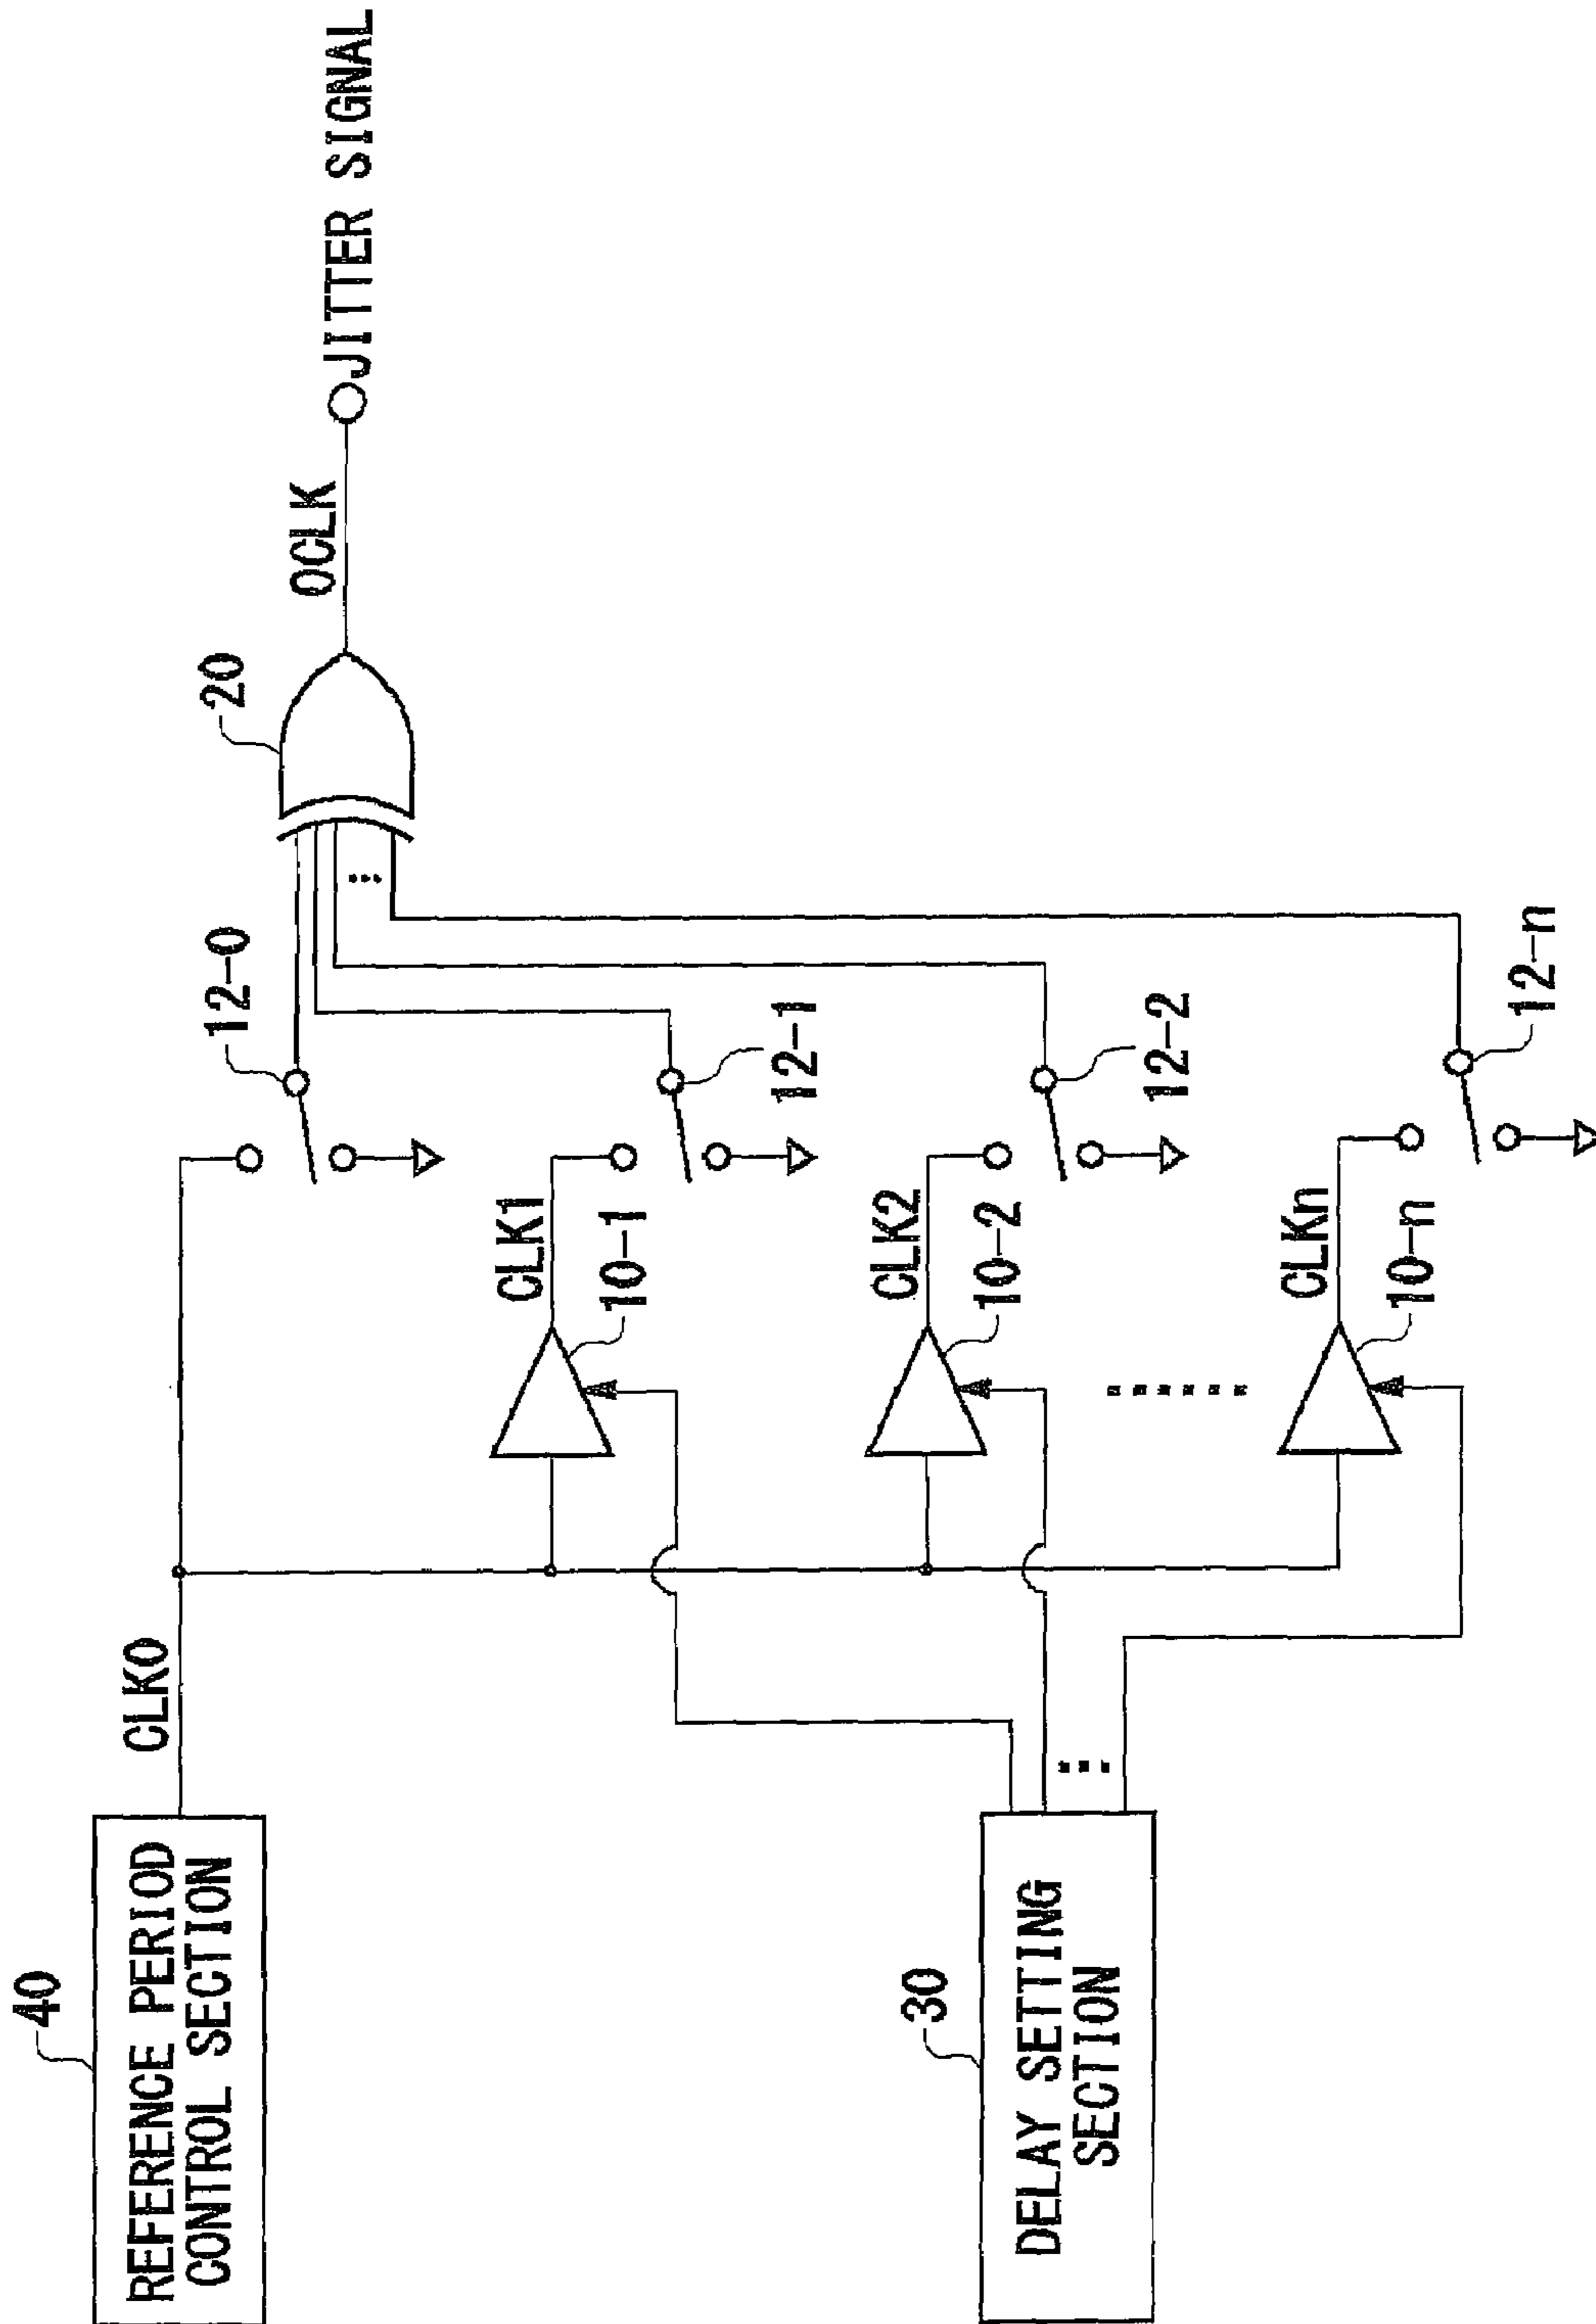 40
REFERENCE PERIOD
CONTROL SECTION
CLK0
12-0
20
OCLK
JITTER SIGNAL
CLK1
10-1
12-1
CLK2
10-2
12-2
30
DELAY SETTING
SECTION
CLKn
10-n
12-n